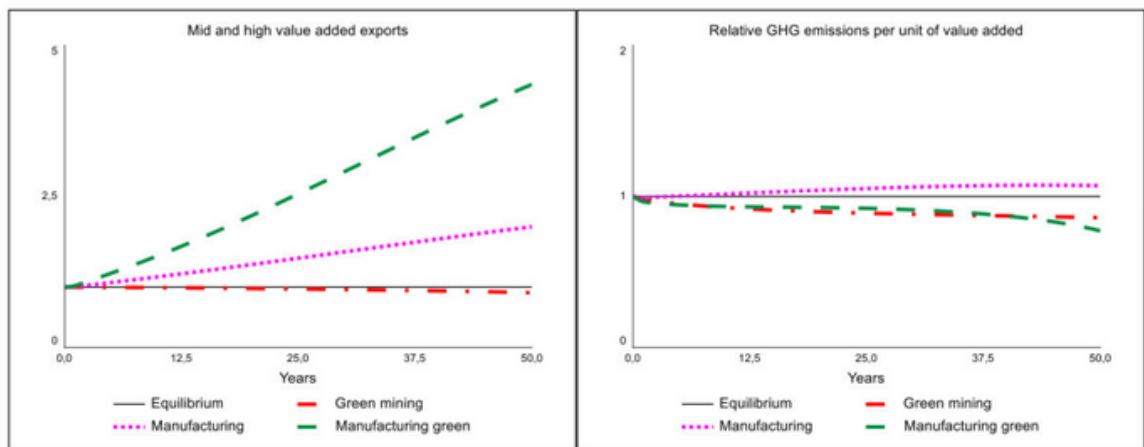 Mid and high value added exports
5
2,5
0
0,0 12,5 25,0 37,5 50,0
Years
Equilibrium Green mining
Manufacturing Manufacturing green
Relative GHG emissions per unit of value added
2
1
0
0,0 12,5 25,0 37,5 50,0
Years
Equilibrium Green mining
Manufacturing Manufacturing green